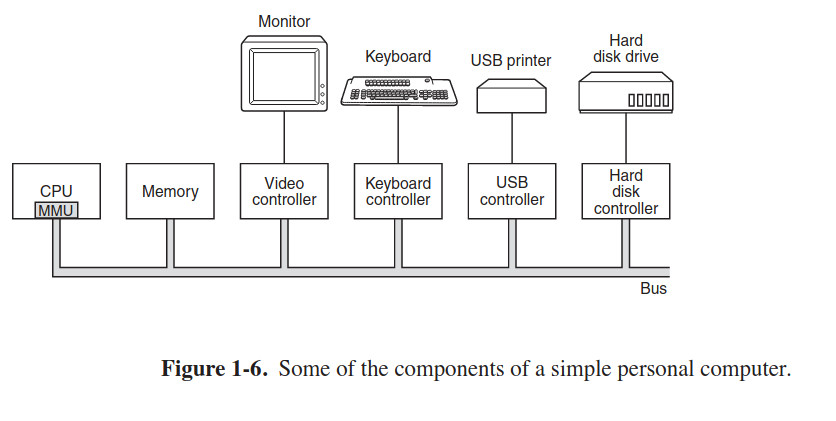 Monitor
Keyboard
USB printer
Hard
disk drive
CPU
MMU
Memory
Video
controller
Keyboard
controller
USB
controller
Hard
disk
controller
Bus
Figure 1-6. Some of the components of a simple personal computer.